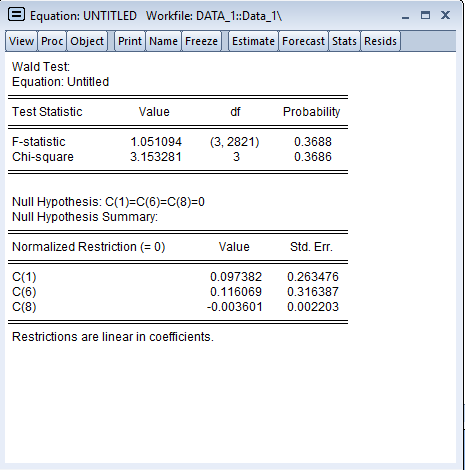 Equation: UNTITLED Workfile: DATA_1::Data_1\
View Proc Object Print Name Freeze Estimate Forecast Stats Resids
Wald Test:
Equation: Untitled
Test Statistic Value df Probability
F-statistic 1.051094 (3, 2821) 0.3688
Chi-square 3.153281 3 0.3686
Null Hypothesis: C(1)=C(6)=C(8)=0
Null Hypothesis Summary:
Normalized Restriction (= 0) Value Std. Err.
C(1) 0.097382 0.263476
C(6) 0.116069 0.316387
C(8) -0.003601 0.002203
Restrictions are linear in coefficients.